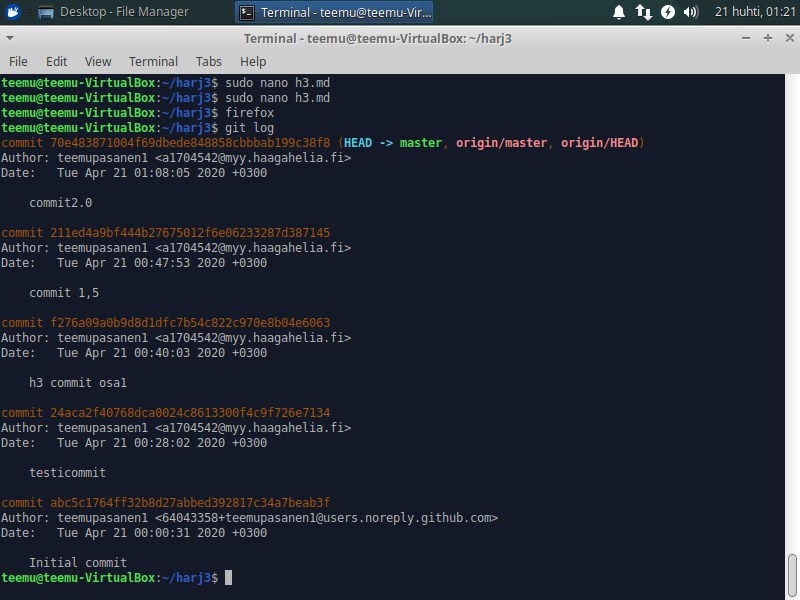 Desktop - File Manager
Terminal - teemu@teemu-Vir...
21 huhti, 01:21
Terminal - teemu@teemu-VirtualBox: ~/harj3
File Edit View Terminal Tabs Help
teemu@teemu-VirtualBox:~/harj3$ sudo nano h3.md
teemu@teemu-VirtualBox:~/harj3$ sudo nano h3.md
teemu@teemu-VirtualBox:~/harj3$ firefox
teemu@teemu-VirtualBox:~/harj3$ git log
commit 70e483871004f69dbede848858cbbbab199c38f8 (HEAD -> master, origin/master, origin/HEAD)
Author: teemupasanen1 <a1704542@myy.haagahelia.fi>
Date:   Tue Apr 21 01:08:05 2020 +0300
    commit2.0
commit 211ed4a9bf444b27675012f6e06233287d387145
Author: teemupasanen1 <a1704542@myy.haagahelia.fi>
Date:   Tue Apr 21 00:47:53 2020 +0300
    commit 1,5
commit f276a09a0b9d8d1dfc7b54c822c970e8b04e6063
Author: teemupasanen1 <a1704542@myy.haagahelia.fi>
Date:   Tue Apr 21 00:40:03 2020 +0300
    h3 commit osa1
commit 24aca2f40768dca0024c8613300f4c9f726e7134
Author: teemupasanen1 <a1704542@myy.haagahelia.fi>
Date:   Tue Apr 21 00:28:02 2020 +0300
    testicommit
commit abc5c1764ff32b8d27abbed392817c34a7beab3f
Author: teemupasanen1 <64043358+teemupasanen1@users.noreply.github.com>
Date:   Tue Apr 21 00:00:31 2020 +0300
    Initial commit
teemu@teemu-VirtualBox:~/harj3$